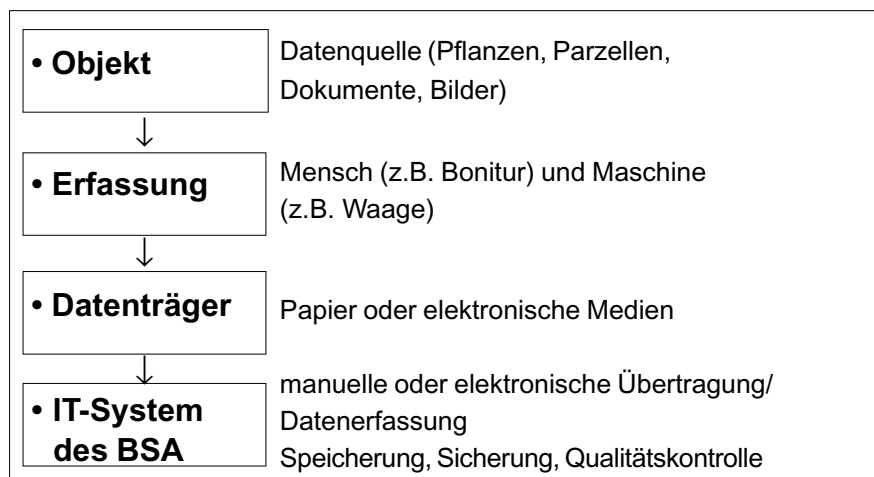 • Objekt
Datenquelle (Pflanzen, Parzellen,
Dokumente, Bilder)
• Erfassung
Mensch (z.B. Bonitur) und Maschine
(z.B. Waage)
• Datenträger
Papier oder elektronische Medien
• IT-System
des BSA
manuelle oder elektronische Übertragung/
Datenerfassung
Speicherung, Sicherung, Qualitätskontrolle